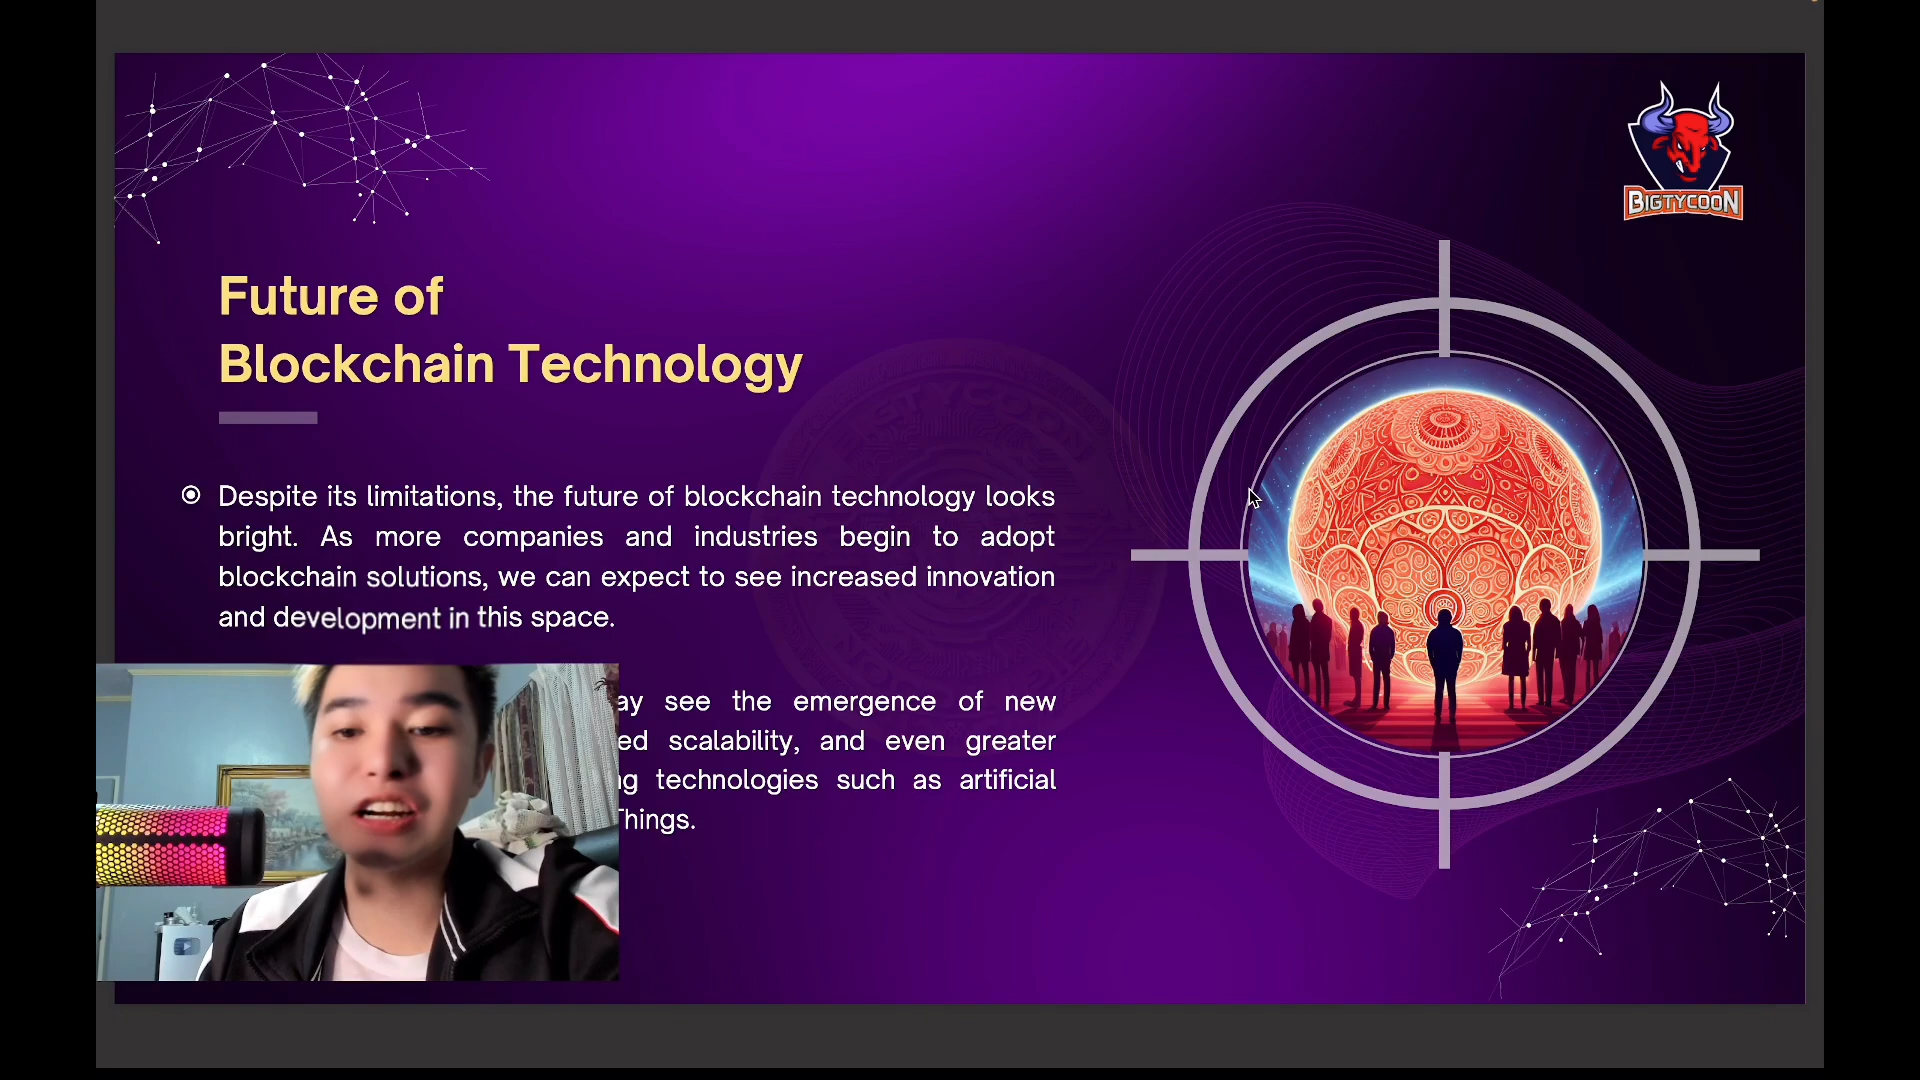 BIGTYCOON
Future of
Blockchain Technology
Despite its limitations, the future of blockchain technology looks
bright. As more companies and industries begin to adopt
blockchain solutions, we can expect to see increased innovation
and development in this space.
see the emergence of new
scalability, and even greater
technologies such as artificial
Things.